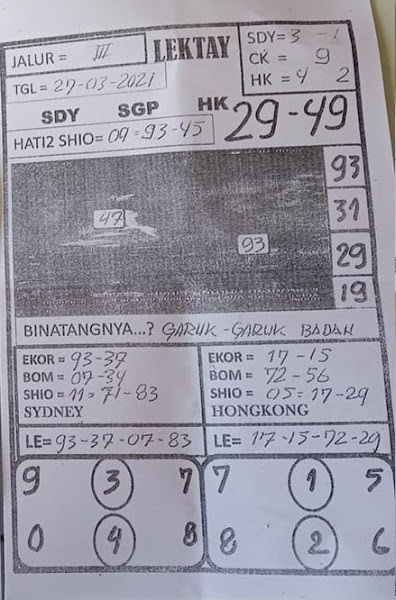 JALUR = III LEKTAY SDY= 3 - 1
TGL = 27-03-2021 CK = 9
HK = 4 2
SDY SGP HK 29-49
HATI2 SHIO= 09 = 93-45
93
47
31
93
29
19
BINATANGNYA...? GARUK-GARUK BADAN
EKOR = 93-37 EKOR = 17-15
BOM = 07-34 BOM = 72-56
SHIO = 11= 71-83 SHIO = 05= 17-29
SYDNEY HONGKONG
LE= 93-37-07-83 LE= 17-15-72-29
9 3 7 7 1 5
0 4 8 8 2 6